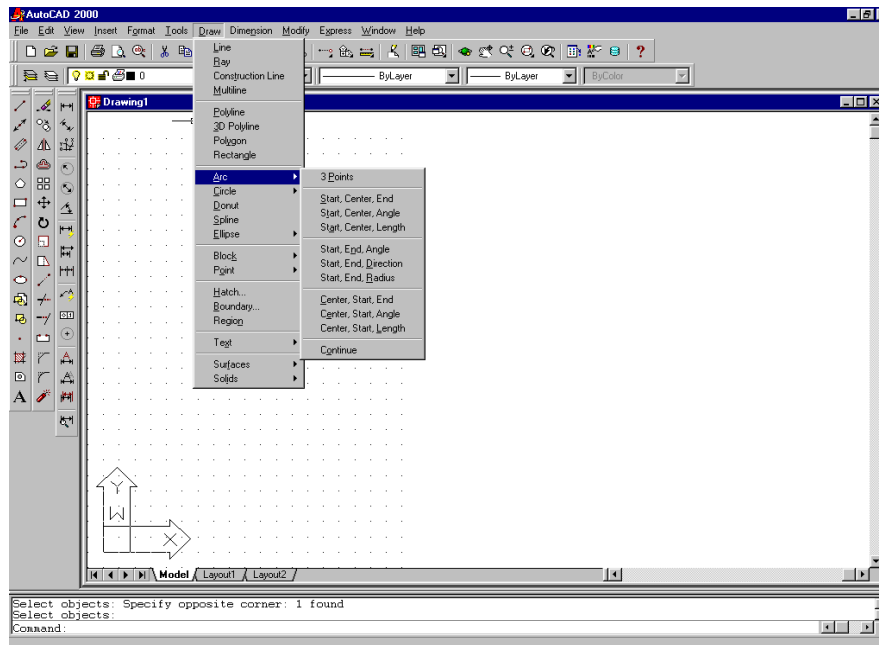 AutoCAD 2000
File Edit View Insert Format Tools Draw Dimension Modify Express Window Help
0 ByLayer ByLayer ByColor
Drawing1
Line
Ray
Construction Line
Multiline
Polyline
3D Polyline
Polygon
Rectangle
Arc
Circle
Donut
Spline
Ellipse
Block
Point
Hatch...
Boundary...
Region
Text
Surfaces
Solids
3 Points
Start, Center, End
Start, Center, Angle
Start, Center, Length
Start, End, Angle
Start, End, Direction
Start, End, Radius
Center, Start, End
Center, Start, Angle
Center, Start, Length
Continue
A
Y
W
X
Model Layout1 Layout2
Select objects: Specify opposite corner: 1 found
Select objects:
Command: